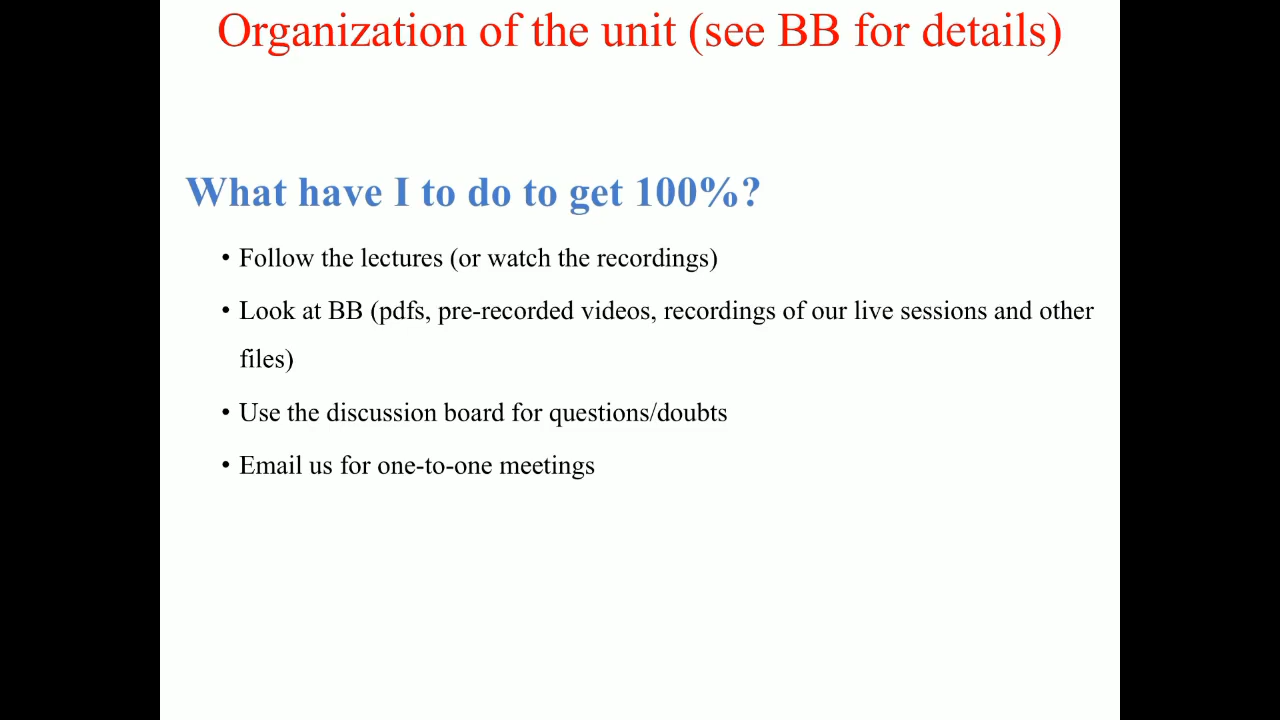 Organization of the unit (see BB for details)
What have I to do to get 100%?
• Follow the lectures (or watch the recordings)
• Look at BB (pdfs, pre-recorded videos, recordings of our live sessions and other
files)
• Use the discussion board for questions/doubts
• Email us for one-to-one meetings